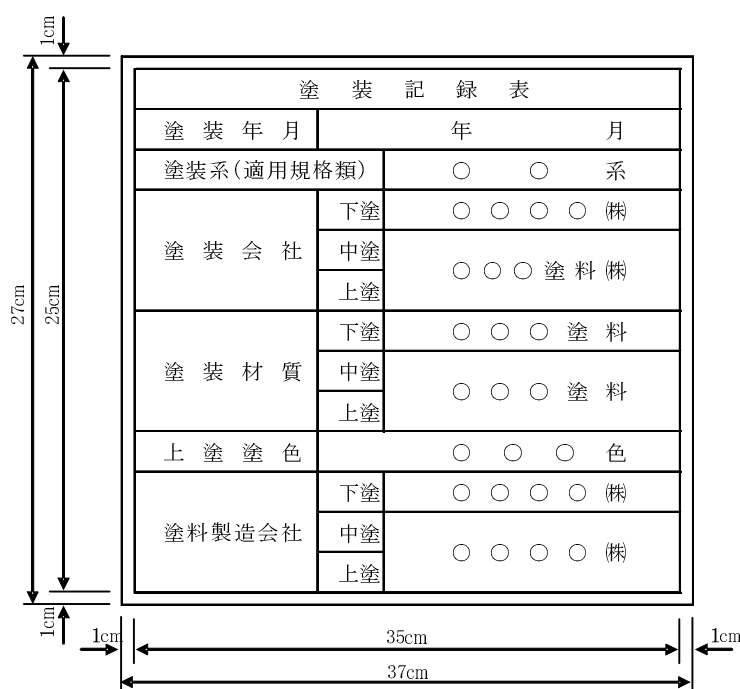 1cm
塗装記録表
塗装年月 年 月
塗装系(適用規格類) ○ ○ 系
塗装会社
下塗 ○○○○㈱
中塗
○○○塗料㈱
上塗
塗装材質
下塗 ○○○塗料
中塗
○○○塗料
上塗
上塗塗色 ○○○色
塗料製造会社
下塗 ○○○○㈱
中塗
○○○○㈱
上塗
27cm
25cm
1cm
1cm
35cm
1cm
37cm